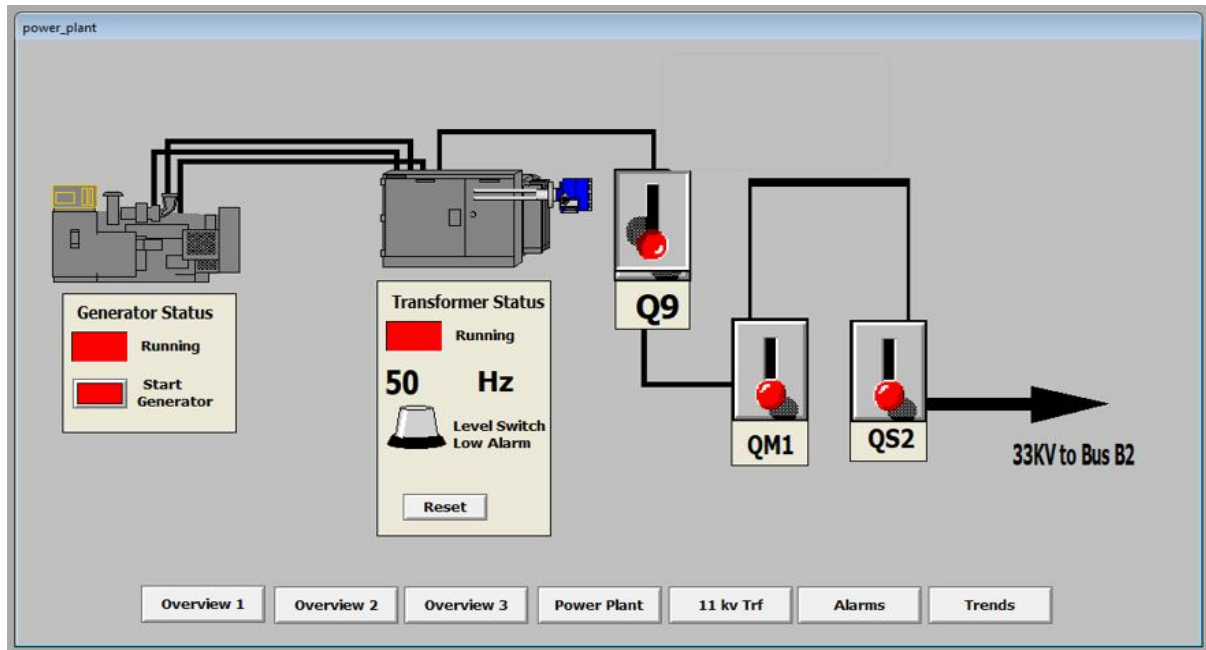 power_plant
Generator Status
Running
Start
Generator
Transformer Status
Running
50 Hz
Level Switch
Low Alarm
Reset
Q9
QM1
QS2
33KV to Bus B2
Overview 1
Overview 2
Overview 3
Power Plant
11 kv Trf
Alarms
Trends